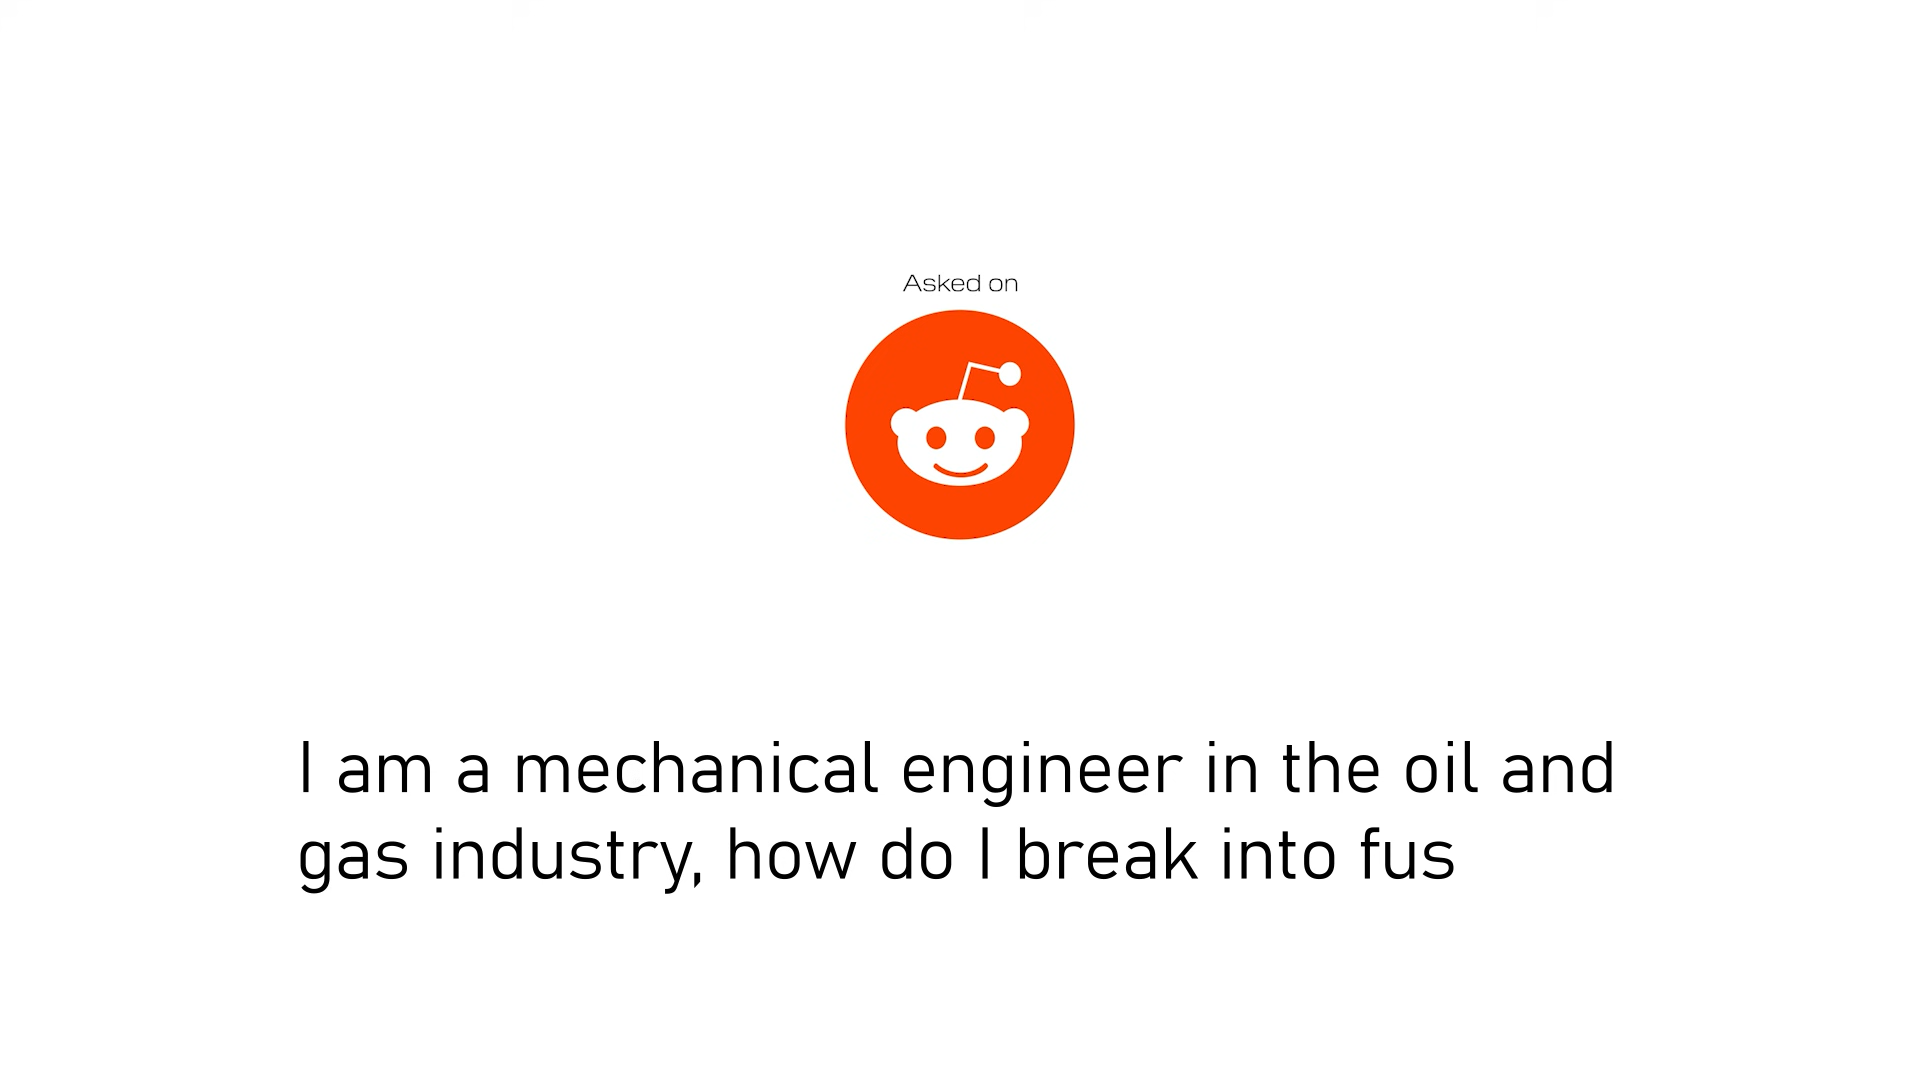 Asked on
I am a mechanical engineer in the oil and
gas industry, how do I break into fus